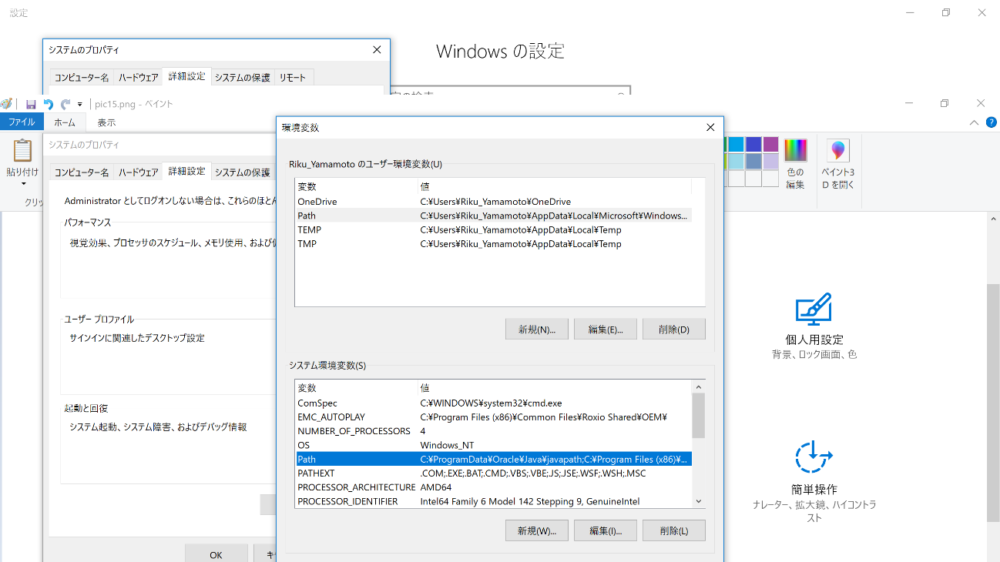 設定
Windows の設定
システムのプロパティ
コンピューター名 ハードウェア 詳細設定 システムの保護 リモート
pic15.png - ペイント
ファイル ホーム 表示
貼り付け
色の
編集
ペイント3
D を開く
システムのプロパティ
コンピューター名 ハードウェア 詳細設定 システムの保護
Administrator としてログオンしない場合は、これらのほとん
パフォーマンス
視覚効果、プロセッサのスケジュール、メモリ使用、および
ユーザー プロファイル
サインインに関連したデスクトップ設定
起動と回復
システム起動、システム障害、およびデバッグ情報
OK
環境変数
Riku_Yamamoto のユーザー環境変数(U)
変数 値
OneDrive C:¥Users¥Riku_Yamamoto¥OneDrive
Path C:¥Users¥Riku_Yamamoto¥AppData¥Local¥Microsoft¥Windows...
TEMP C:¥Users¥Riku_Yamamoto¥AppData¥Local¥Temp
TMP C:¥Users¥Riku_Yamamoto¥AppData¥Local¥Temp
新規(N)... 編集(E)... 削除(D)
システム環境変数(S)
変数 値
ComSpec C:¥WINDOWS¥system32¥cmd.exe
EMC_AUTOPLAY C:¥Program Files (x86)¥Common Files¥Roxio Shared¥OEM¥
NUMBER_OF_PROCESSORS 4
OS Windows_NT
Path C:¥ProgramData¥Oracle¥Java¥javapath;C:¥Program Files (x86)¥...
PATHEXT .COM;.EXE;.BAT;.CMD;.VBS;.VBE;.JS;.JSE;.WSF;.WSH;.MSC
PROCESSOR_ARCHITECTURE AMD64
PROCESSOR_IDENTIFIER Intel64 Family 6 Model 142 Stepping 9, GenuineIntel
新規(W)... 編集(I)... 削除(L)
個人用設定
背景、ロック画面、色
簡単操作
ナレーター、拡大鏡、ハイコントラ
スト